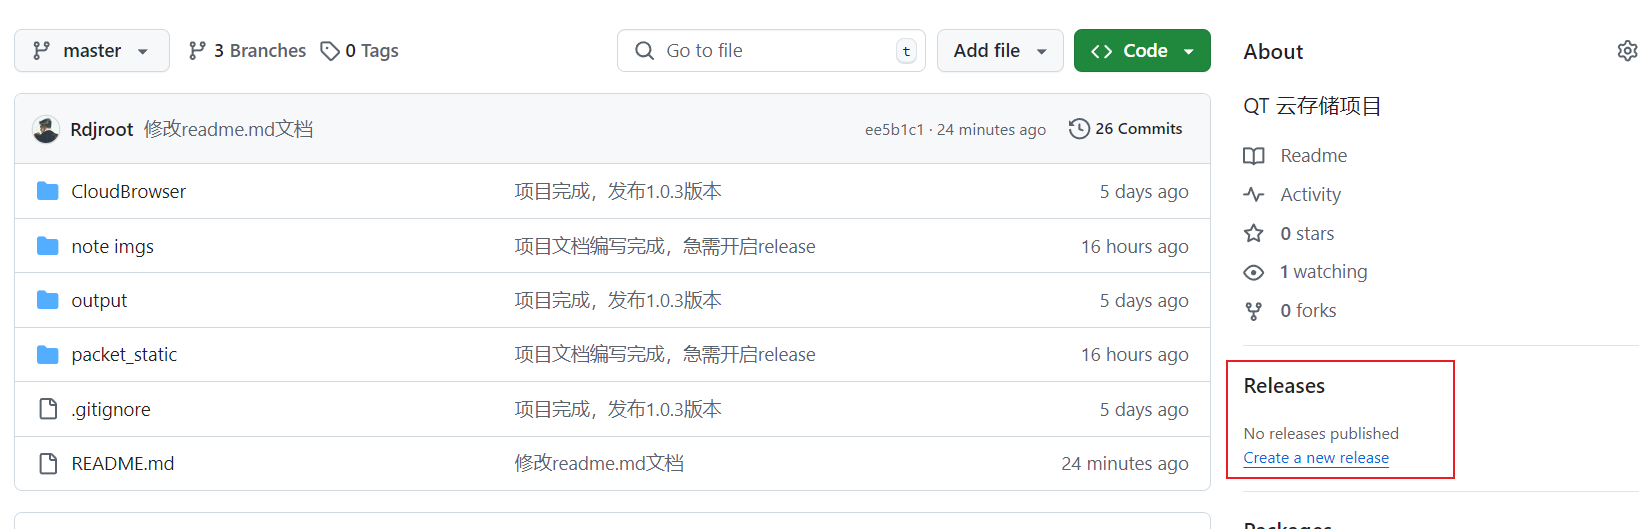 master 3 Branches 0 Tags Go to file t Add file Code
Rdjroot 修改readme.md文档 ee5b1c1 · 24 minutes ago 26 Commits
CloudBrowser 项目完成，发布1.0.3版本 5 days ago
note imgs 项目文档编写完成，急需开启release 16 hours ago
output 项目完成，发布1.0.3版本 5 days ago
packet_static 项目文档编写完成，急需开启release 16 hours ago
.gitignore 项目完成，发布1.0.3版本 5 days ago
README.md 修改readme.md文档 24 minutes ago
About
QT 云存储项目
Readme
Activity
0 stars
1 watching
0 forks
Releases
No releases published
Create a new release
Packages